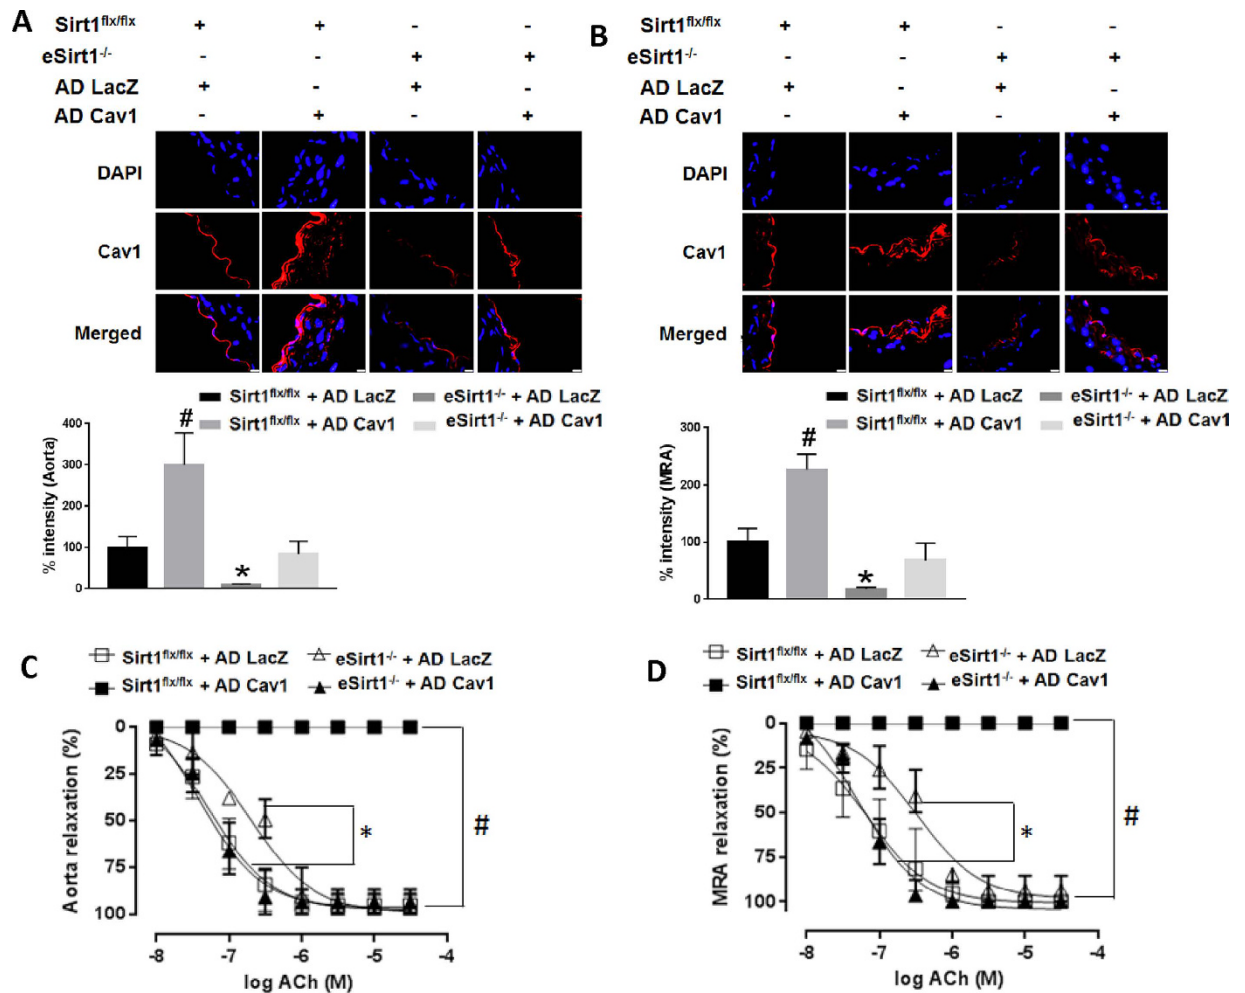 A
Sirt1flx/flx + + - -
eSirt1-/- - - + +
AD LacZ + - + -
AD Cav1 - + - +
DAPI
Cav1
Merged
Sirt1flx/flx + AD LacZ eSirt1-/- + AD LacZ
Sirt1flx/flx + AD Cav1 eSirt1-/- + AD Cav1
% intensity (Aorta)
400
300
200
100
0
#
*
B
Sirt1flx/flx + + - -
eSirt1-/- - - + +
AD LacZ + - + -
AD Cav1 - + - +
DAPI
Cav1
Merged
Sirt1flx/flx + AD LacZ eSirt1-/- + AD LacZ
Sirt1flx/flx + AD Cav1 eSirt1-/- + AD Cav1
% intensity (MRA)
300
200
100
0
#
*
C
Sirt1flx/flx + AD LacZ eSirt1-/- + AD LacZ
Sirt1flx/flx + AD Cav1 eSirt1-/- + AD Cav1
Aorta relaxation (%)
0
25
50
75
100
*
#
-8 -7 -6 -5 -4
log ACh (M)
D
Sirt1flx/flx + AD LacZ eSirt1-/- + AD LacZ
Sirt1flx/flx + AD Cav1 eSirt1-/- + AD Cav1
MRA relaxation (%)
0
25
50
75
100
*
#
-8 -7 -6 -5 -4
log ACh (M)